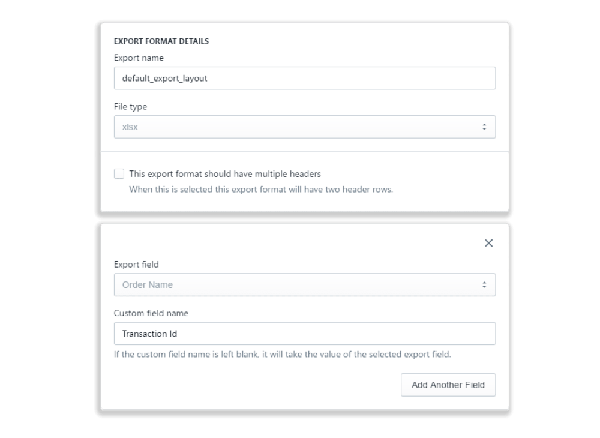 EXPORT FORMAT DETAILS
Export name
default_export_layout
File type
xlsx
This export format should have multiple headers
When this is selected this export format will have two header rows.
Export field
Order Name
Custom field name
Transaction Id
If the custom field name is left blank, it will take the value of the selected export field.
Add Another Field